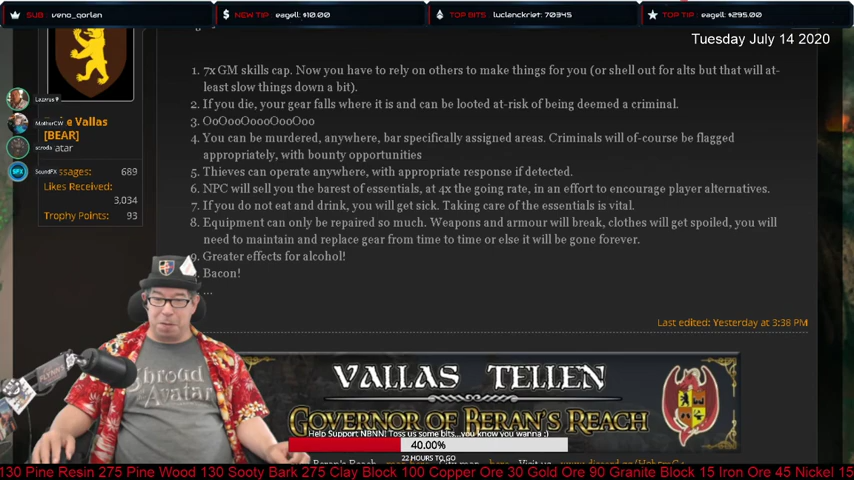 SUB veno_qorlen
NEW TIP eagell: $10.00
TOP BITS luclanckriet: 70345
TOP TIP: eagell: $295.00
Tuesday July 14 2020
1. 7x GM skills cap. Now you have to rely on others to make things for you (or shell out for alts but that will at-
least slow things down a bit).
2. If you die, your gear falls where it is and can be looted at-risk of being deemed a criminal.
3. OoOooOoooOooOoo
4. You can be murdered, anywhere, bar specifically assigned areas. Criminals will of-course be flagged
appropriately, with bounty opportunities
5. Thieves can operate anywhere, with appropriate response if detected.
6. NPC will sell you the barest of essentials, at 4x the going rate, in an effort to encourage player alternatives.
7. If you do not eat and drink, you will get sick. Taking care of the essentials is vital.
8. Equipment can only be repaired so much. Weapons and armour will break, clothes will get spoiled, you will
need to maintain and replace gear from time to time or else it will be gone forever.
9. Greater effects for alcohol!
Bacon!
...
Lazarus
MotherCW
Vallas
[BEAR]
atar
SoundFX
ssages: 689
Likes Received:
3,034
Trophy Points: 93
Last edited: Yesterday at 3:38 PM
Shroud
of the
Avatar
VALLAS TELLEN
GOVERNOR OF BERAN'S REACH
Help Support NBNN! Toss us some bits...you know you wanna :)
40.00%
22 HOURS TO GO
130 Pine Resin 275 Pine Wood 130 Sooty Bark 275 Clay Block 100 Copper Ore 30 Gold Ore 90 Granite Block 15 Iron Ore 45 Nickel 15